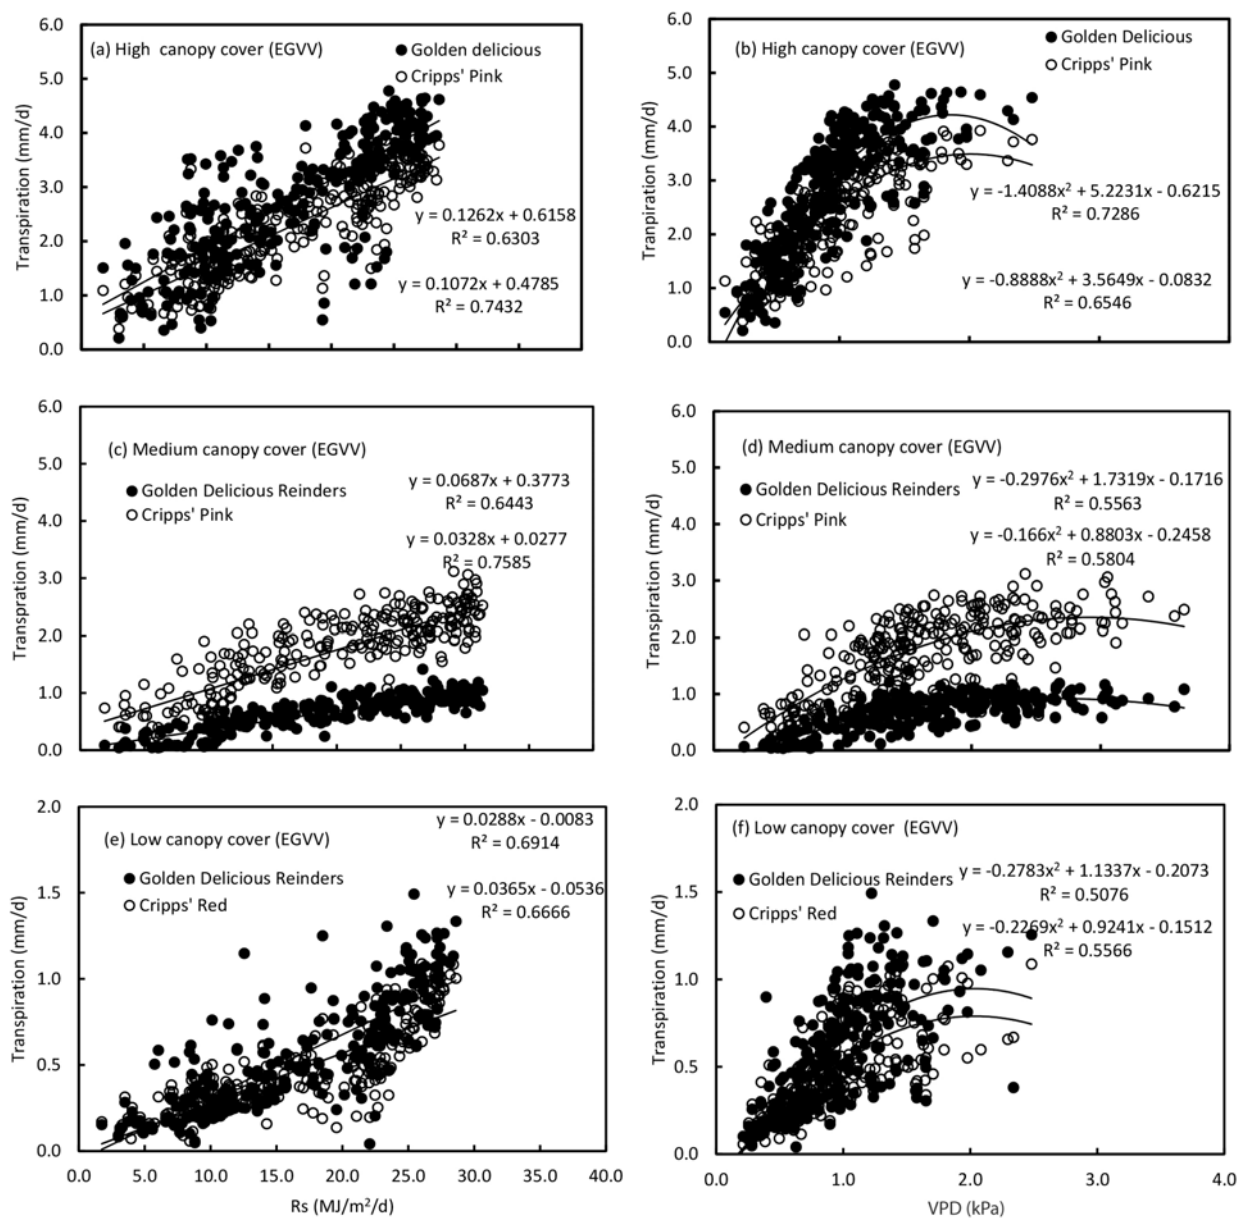 6.0
5.0
4.0
3.0
2.0
1.0
0.0
Transpiration (mm/d)
(a) High canopy cover (EGVV)
Golden delicious
Cripps' Pink
y = 0.1262x + 0.6158
R² = 0.6303
y = 0.1072x + 0.4785
R² = 0.7432
6.0
5.0
4.0
3.0
2.0
1.0
0.0
Tranpiration (mm/d)
(b) High canopy cover (EGVV)
Golden Delicious
Cripps' Pink
y = -1.4088x² + 5.2231x - 0.6215
R² = 0.7286
y = -0.8888x² + 3.5649x - 0.0832
R² = 0.6546
6.0
5.0
4.0
3.0
2.0
1.0
0.0
Transpration (mm/d)
(c) Medium canopy cover (EGVV)
Golden Delicious Reinders
Cripps' Pink
y = 0.0687x + 0.3773
R² = 0.6443
y = 0.0328x + 0.0277
R² = 0.7585
6.0
5.0
4.0
3.0
2.0
1.0
0.0
Transpiration (mm/d)
(d) Medium canopy cover (EGVV)
Golden Delicious Reinders
Cripps' Pink
y = -0.2976x² + 1.7319x - 0.1716
R² = 0.5563
y = -0.166x² + 0.8803x - 0.2458
R² = 0.5804
2.0
1.5
1.0
0.5
0.0
Transpiration (mm/d)
(e) Low canopy cover (EGVV)
Golden Delicious Reinders
Cripps' Red
y = 0.0288x - 0.0083
R² = 0.6914
y = 0.0365x - 0.0536
R² = 0.6666
0.0 5.0 10.0 15.0 20.0 25.0 30.0 35.0 40.0
Rs (MJ/m²/d)
2.0
1.5
1.0
0.5
0.0
Transpiration (mm/d)
(f) Low canopy cover (EGVV)
Golden Delicious Reinders
Cripps' Red
y = -0.2783x² + 1.1337x - 0.2073
R² = 0.5076
y = -0.2269x² + 0.9241x - 0.1512
R² = 0.5566
0.0 1.0 2.0 3.0 4.0
VPD (kPa)